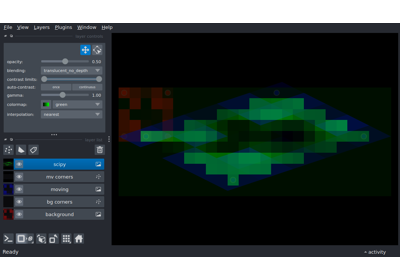 File View Layers Plugins Window Help
opacity: 0.50
blending: translucent_no_depth
contrast limits:
auto-contrast: once continuous
gamma: 1.00
colormap: green
interpolation: nearest
scipy
mv corners
moving
bg corners
background
Ready
activity